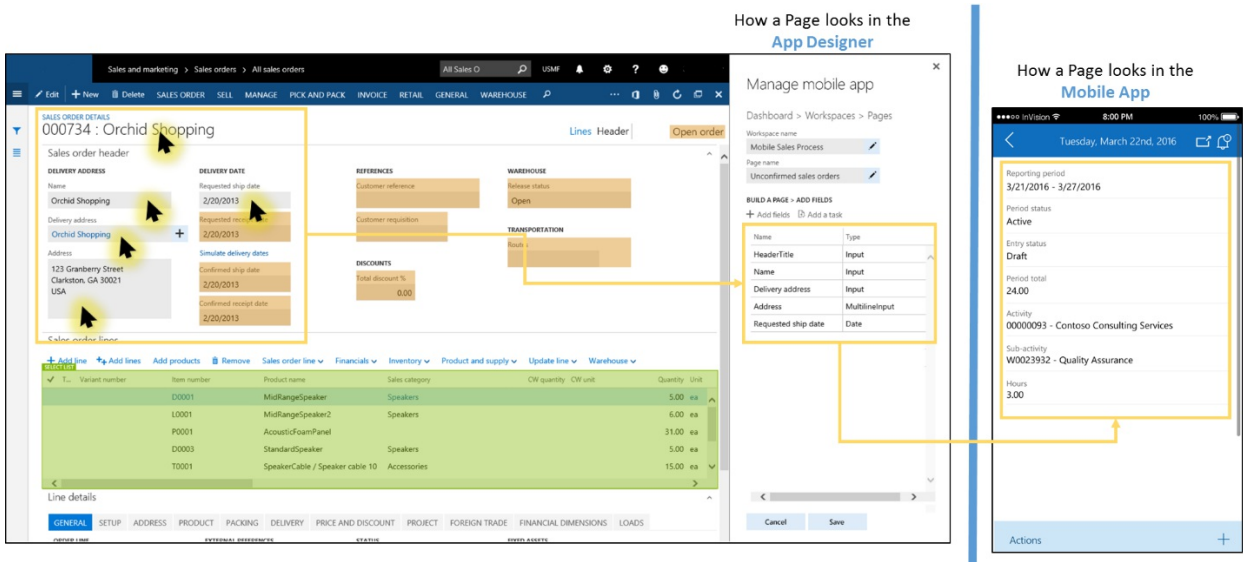 How a Page looks in the
App Designer
How a Page looks in the
Mobile App
Sales and marketing > Sales orders > All sales orders
All Sales O
USMF
?
Edit + New Delete SALES ORDER SELL MANAGE PICK AND PACK INVOICE RETAIL GENERAL WAREHOUSE
SALES ORDER DETAILS
000734 : Orchid Shopping
Lines Header
Open order
Sales order header
DELIVERY ADDRESS
Name
Orchid Shopping
Delivery address
Orchid Shopping
Address
123 Granberry Street
Clarkston, GA 30021
USA
DELIVERY DATE
Requested ship date
2/20/2013
Requested receipt date
2/20/2013
Simulate delivery dates
Confirmed ship date
2/20/2013
Confirmed receipt date
2/20/2013
REFERENCES
Customer reference
Customer requisition
DISCOUNTS
Total discount %
0.00
WAREHOUSE
Release status
Open
TRANSPORTATION
Route
Sales order lines
+ Add line Add lines Add products Remove Sales order line Financials Inventory Product and supply Update line Warehouse
SELECT LIST
T... Variant number Item number Product name Sales category CW quantity CW unit Quantity Unit
D0001 MidRangeSpeaker Speakers 5.00 ea
L0001 MidRangeSpeaker2 Speakers 6.00 ea
P0001 AcousticFoamPanel 31.00 ea
D0003 StandardSpeaker Speakers 5.00 ea
T0001 SpeakerCable / Speaker cable 10 Accessories 15.00 ea
Line details
GENERAL SETUP ADDRESS PRODUCT PACKING DELIVERY PRICE AND DISCOUNT PROJECT FOREIGN TRADE FINANCIAL DIMENSIONS LOADS
ORDER LINE EXTERNAL REFERENCES STATUS FIXED ASSETS
Manage mobile app
Dashboard > Workspaces > Pages
Workspace name
Mobile Sales Process
Page name
Unconfirmed sales orders
BUILD A PAGE > ADD FIELDS
+ Add fields Add a task
Name Type
HeaderTitle Input
Name Input
Delivery address Input
Address MultilineInput
Requested ship date Date
Cancel Save
InVision 8:00 PM 100%
Tuesday, March 22nd, 2016
Reporting period
3/21/2016 - 3/27/2016
Period status
Active
Entry status
Draft
Period total
24.00
Activity
00000093 - Contoso Consulting Services
Sub-activity
W0023932 - Quality Assurance
Hours
3.00
Actions +